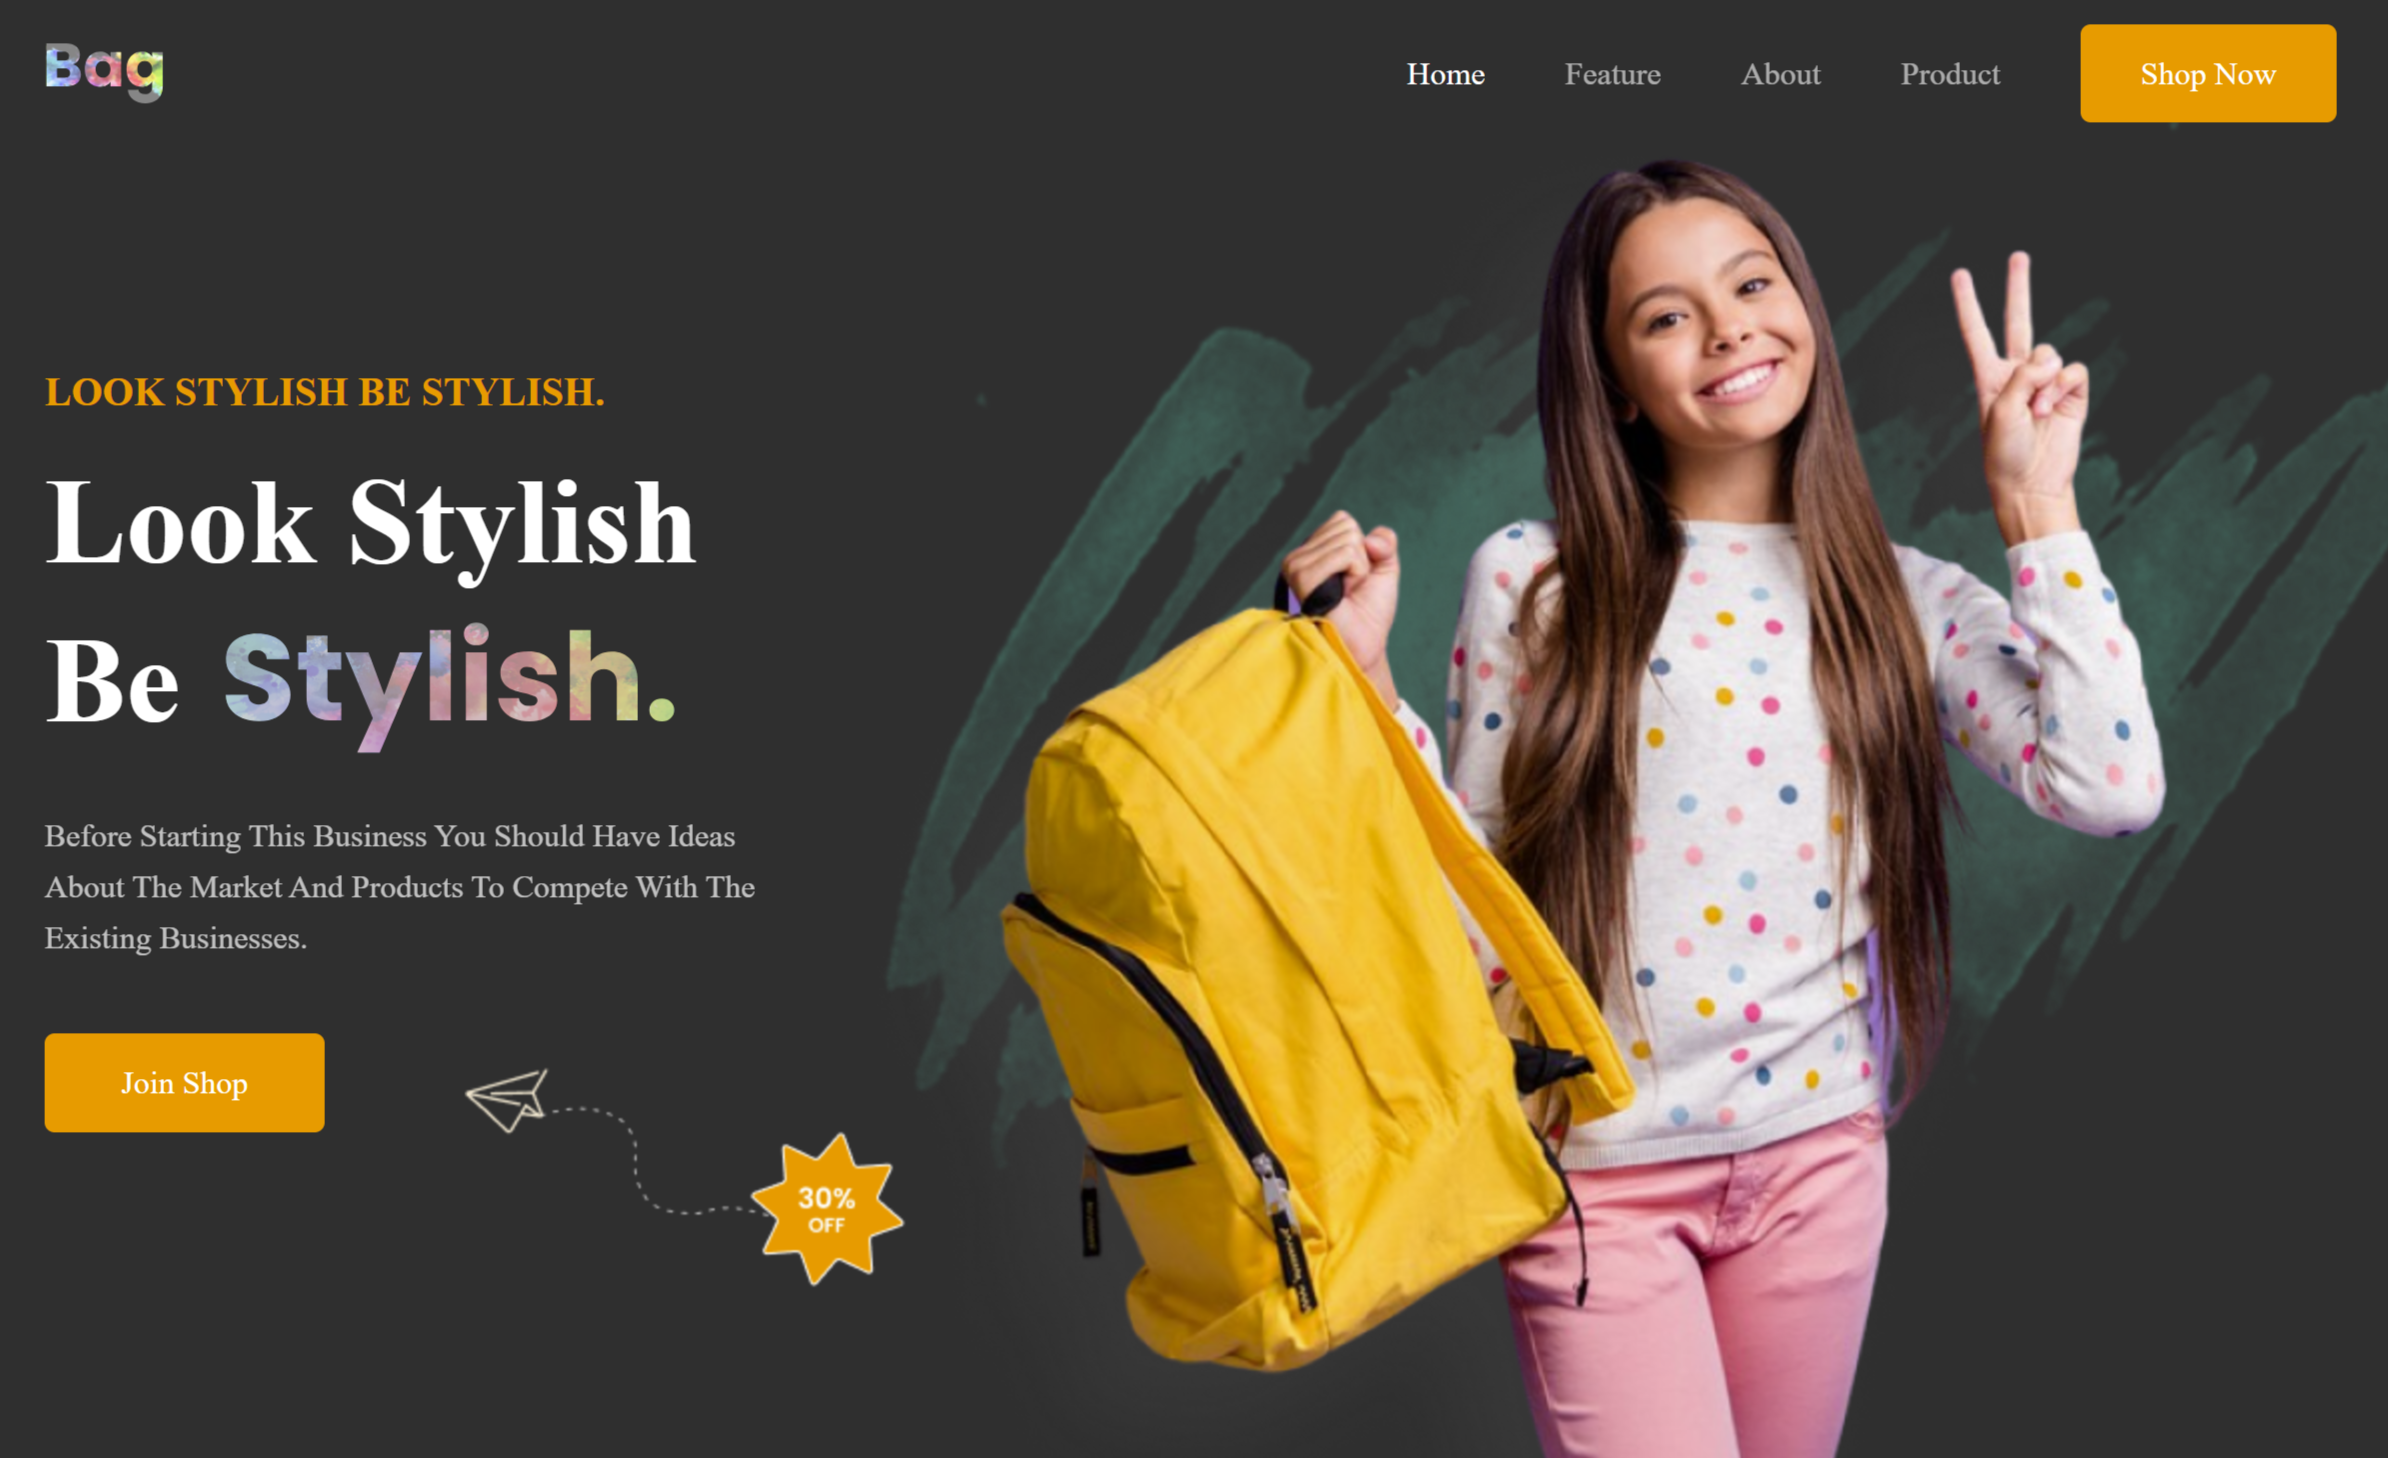 Bag
Home Feature About Product Shop Now
LOOK STYLISH BE STYLISH.
Look Stylish
Be Stylish.
Before Starting This Business You Should Have Ideas
About The Market And Products To Compete With The
Existing Businesses.
Join Shop
30%
OFF